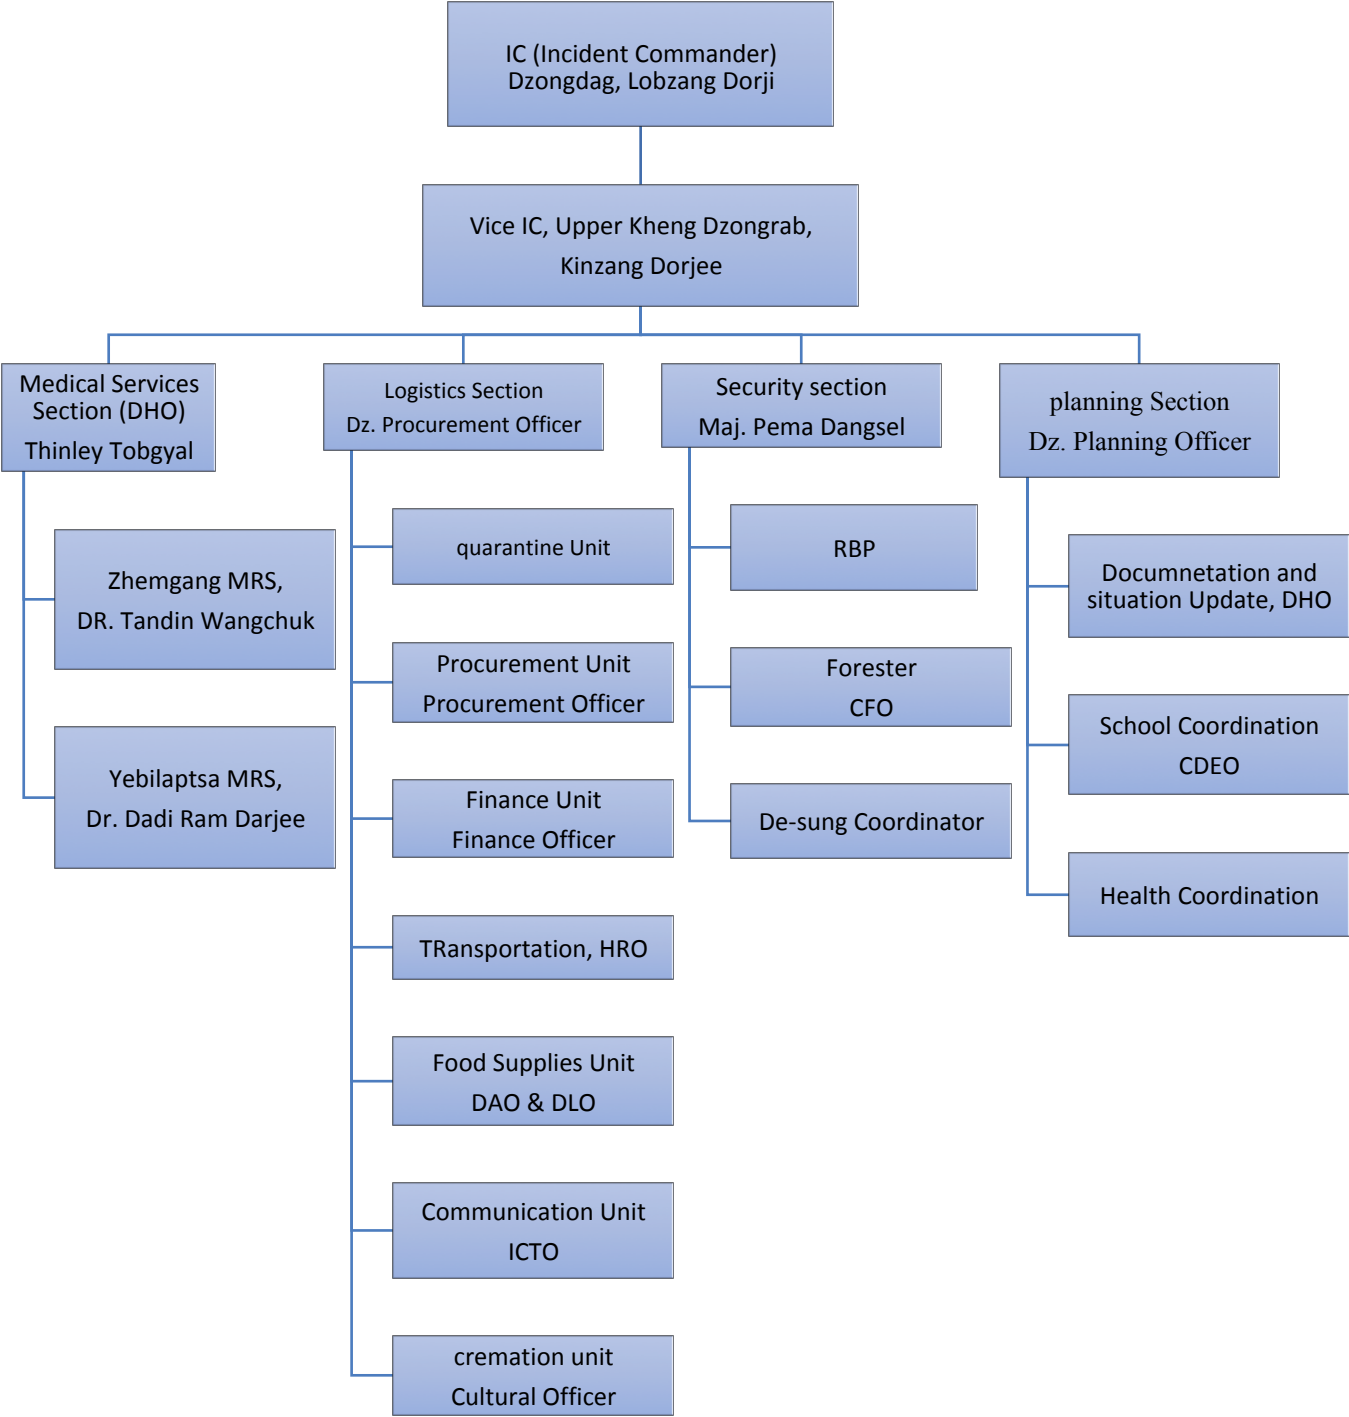 IC (Incident Commander)
Dzongdag, Lobzang Dorji
Vice IC, Upper Kheng Dzongrab,
Kinzang Dorjee
Medical Services
Section (DHO)
Thinley Tobgyal
Zhemgang MRS,
DR. Tandin Wangchuk
Yebilaptsa MRS,
Dr. Dadi Ram Darjee
Logistics Section
Dz. Procurement Officer
quarantine Unit
Procurement Unit
Procurement Officer
Finance Unit
Finance Officer
TRansportation, HRO
Food Supplies Unit
DAO & DLO
Communication Unit
ICTO
cremation unit
Cultural Officer
Security section
Maj. Pema Dangsel
RBP
Forester
CFO
De-sung Coordinator
planning Section
Dz. Planning Officer
Documnetation and
situation Update, DHO
School Coordination
CDEO
Health Coordination